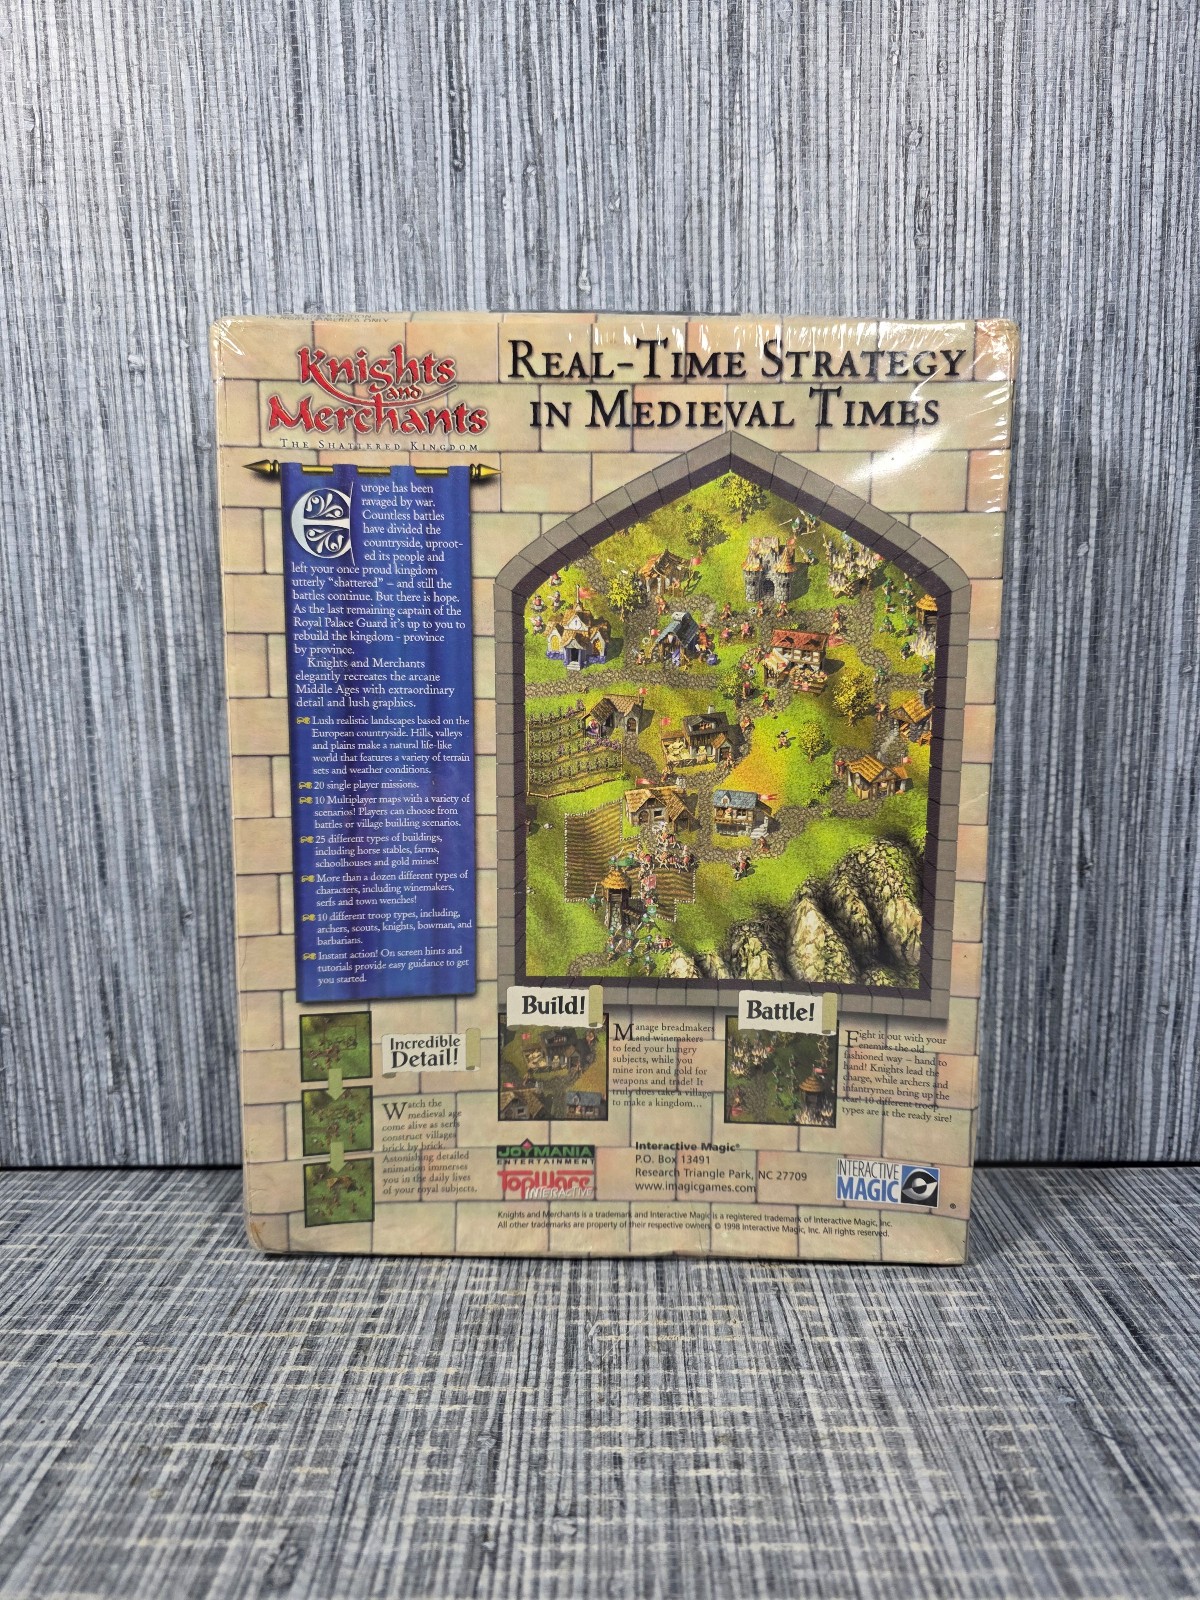 Knights
and
Merchants
THE SHATTERED KINGDOM
REAL-TIME STRATEGY
IN MEDIEVAL TIMES
Europe has been
ravaged by war.
Countless battles
have divided the
countryside, uproot-
ed its people and
left your once proud kingdom
utterly "shattered" – and still the
battles continue. But there is hope.
As the last remaining captain of the
Royal Palace Guard it's up to you to
rebuild the kingdom - province
by province.
Knights and Merchants
elegantly recreates the arcane
Middle Ages with extraordinary
detail and lush graphics.
Lush realistic landscapes based on the
European countryside. Hills, valleys
and plains make a natural life-like
world that features a variety of terrain
sets and weather conditions.
20 single player missions.
10 Multiplayer maps with a variety of
scenarios! Players can choose from
battles or village building scenarios.
25 different types of buildings,
including horse stables, farms,
schoolhouses and gold mines!
More than a dozen different types of
characters, including winemakers,
serfs and town wenches!
10 different troop types, including,
archers, scouts, knights, bowman, and
barbarians.
Instant action! On screen hints and
tutorials provide easy guidance to get
you started.
Incredible
Detail!
Watch the
medieval age
come alive as serfs
construct villages
brick by brick.
Astonishing detailed
animation immerses
you in the daily lives
of your royal subjects.
Build!
Manage breadmakers
and winemakers
to feed your hungry
subjects, while you
mine iron and gold for
weapons and trade! It
truly does take a village
to make a kingdom...
Battle!
Fight it out with your
enemies the old
fashioned way – hand to
hand! Knights lead the
charge, while archers and
infantrymen bring up the
rear! 10 different troop
types are at the ready sire!
JOYMANIA
ENTERTAINMENT
TopWare
INTERACTIVE
Interactive Magic®
P.O. Box 13491
Research Triangle Park, NC 27709
www.imagicgames.com
INTERACTIVE
MAGIC ®
Knights and Merchants is a trademark and Interactive Magic is a registered trademark of Interactive Magic, Inc.
All other trademarks are property of their respective owners. © 1998 Interactive Magic, Inc. All rights reserved.